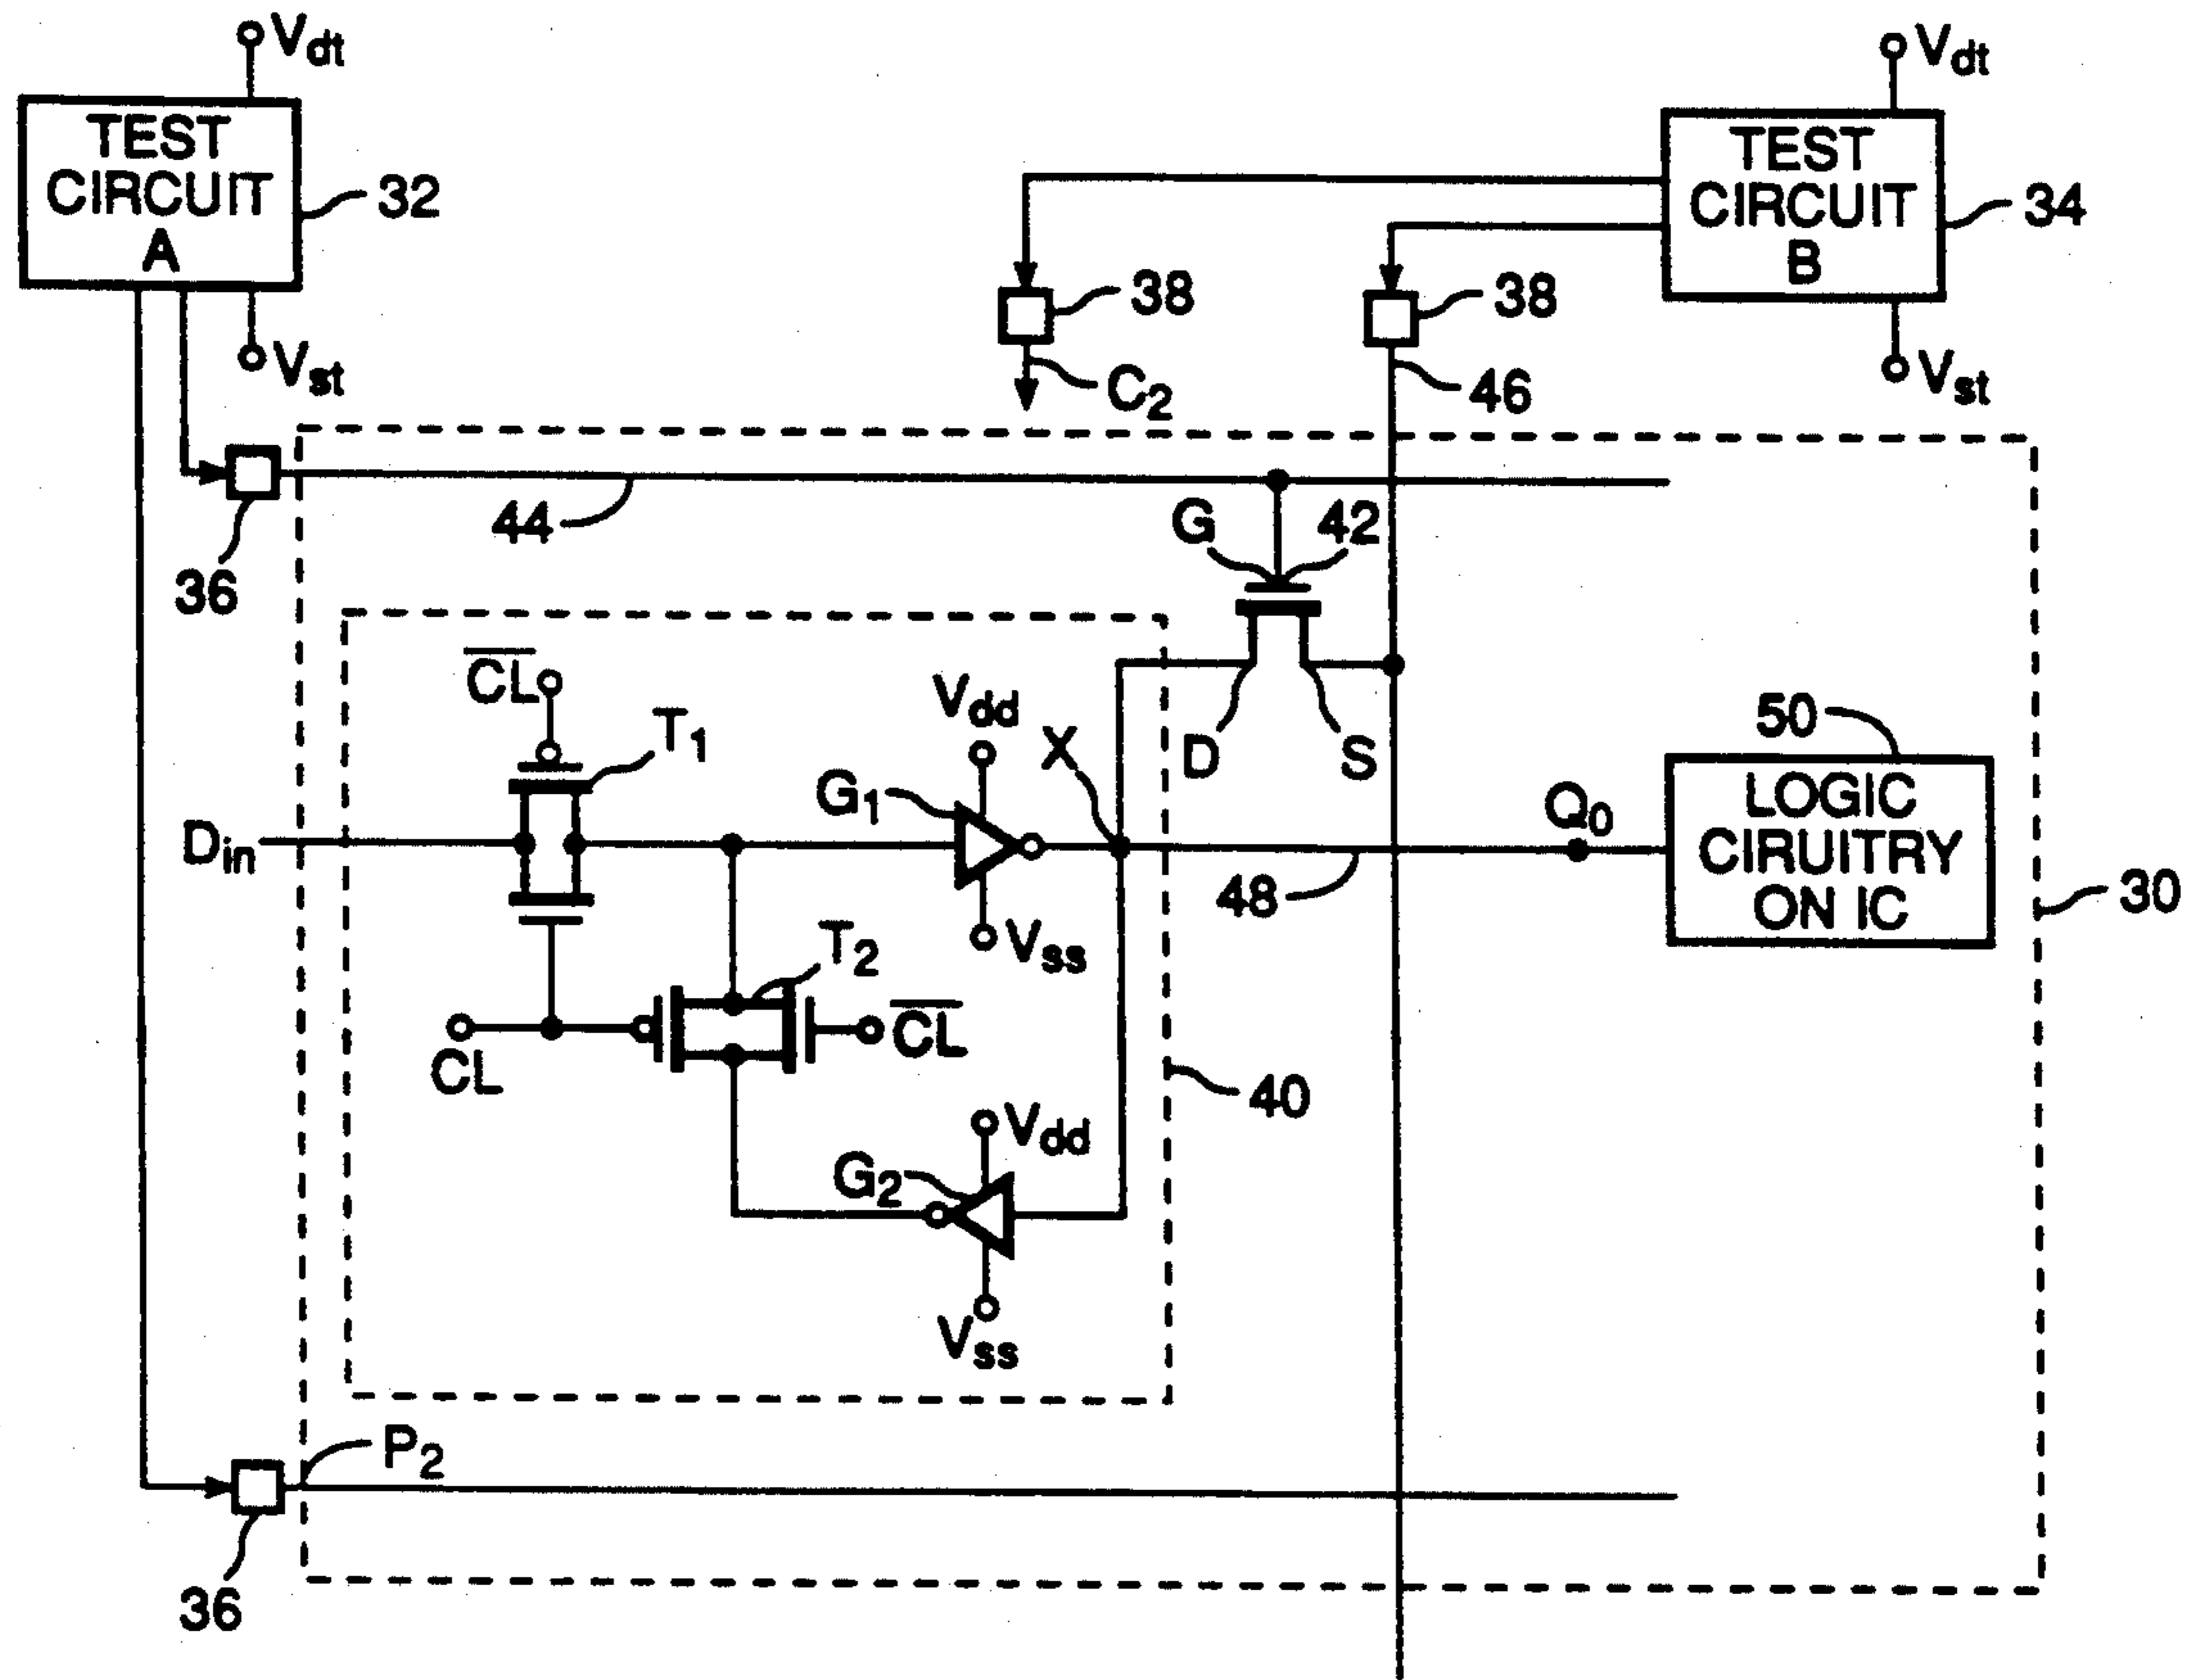 Vdt
TEST
CIRCUIT
A
32
Vst
Vdt
TEST
CIRCUIT
B
34
Vst
38
C2
38
46
36
44
G
42
D
S
CL
T1
Din
G1
Vdd
Vss
X
48
Q0
50
LOGIC
CIRUITRY
ON IC
30
T2
CL
CL
40
G2
Vdd
Vss
P2
36